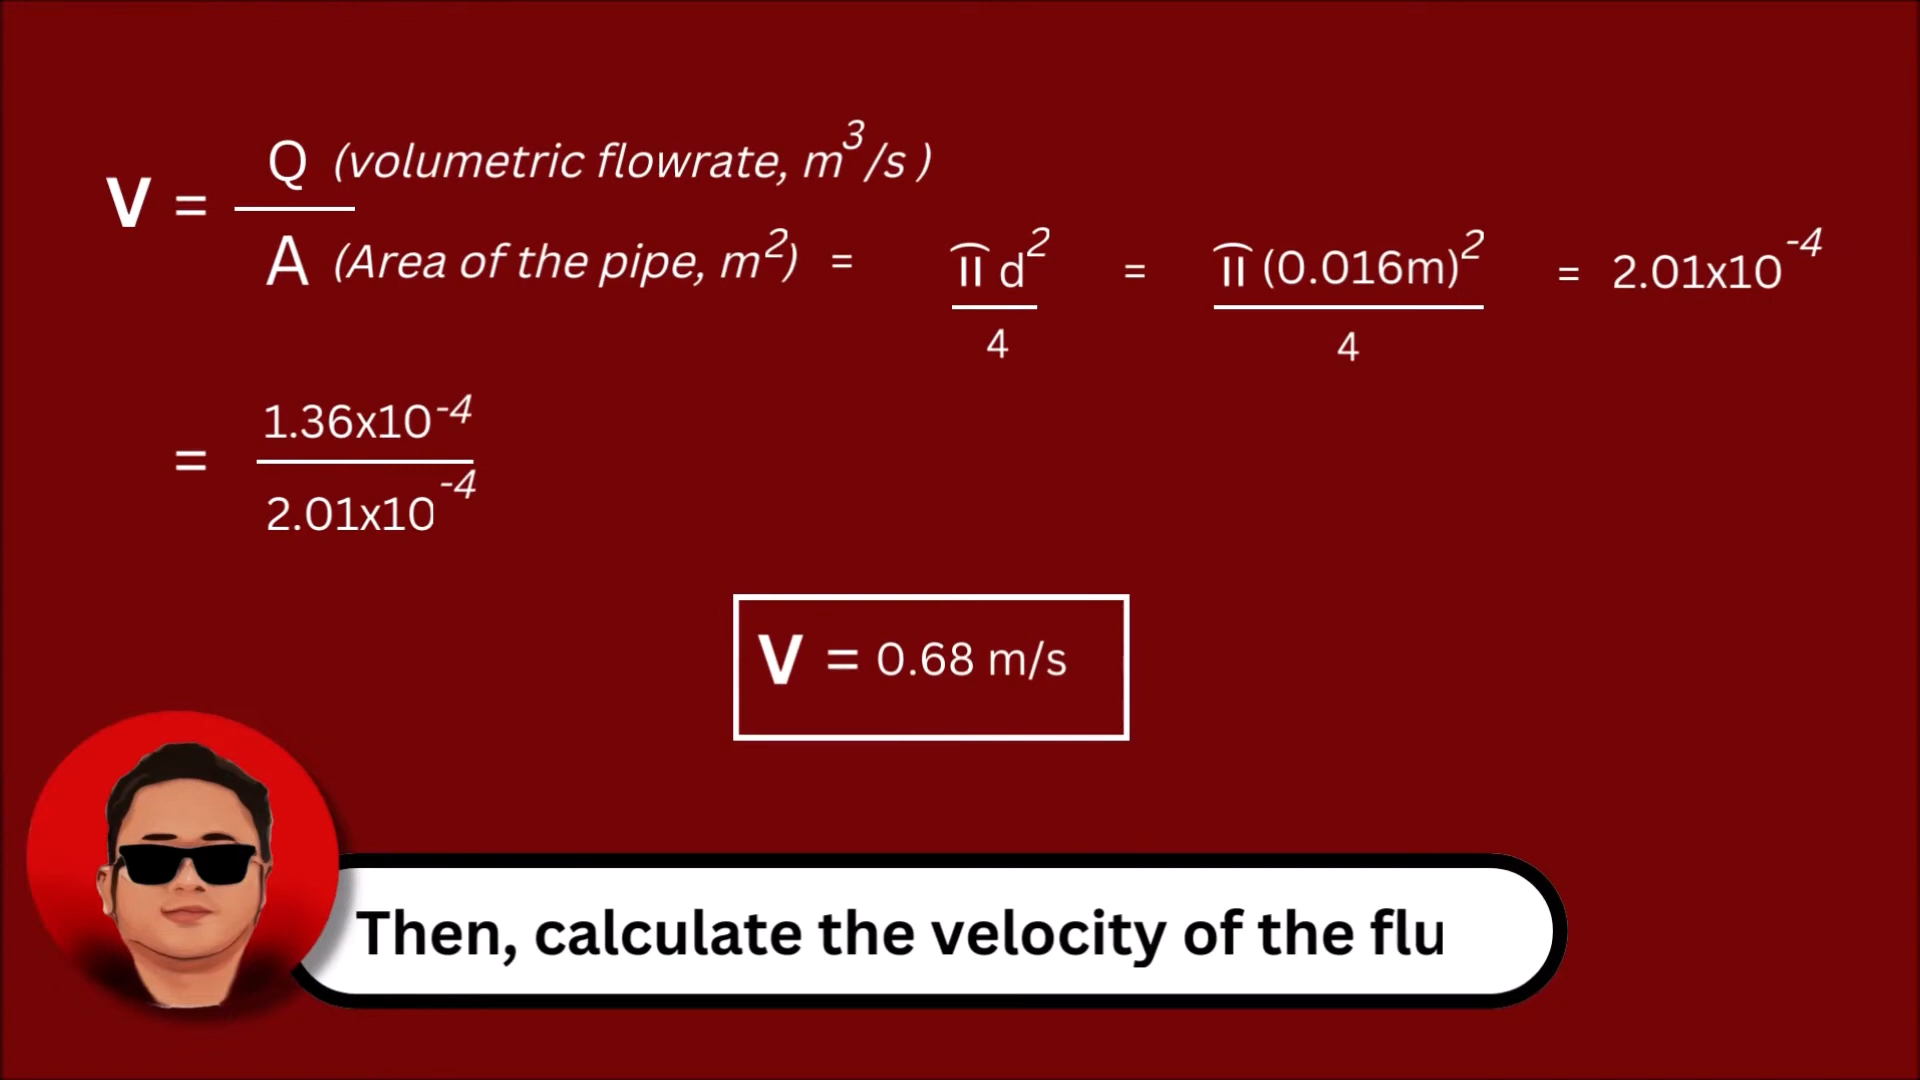 V = Q (volumetric flowrate, m³/s )
A (Area of the pipe, m²) = π d² / 4 = π (0.016m)² / 4 = 2.01x10⁻⁴
= 1.36x10⁻⁴
2.01x10⁻⁴
V = 0.68 m/s
Then, calculate the velocity of the flu